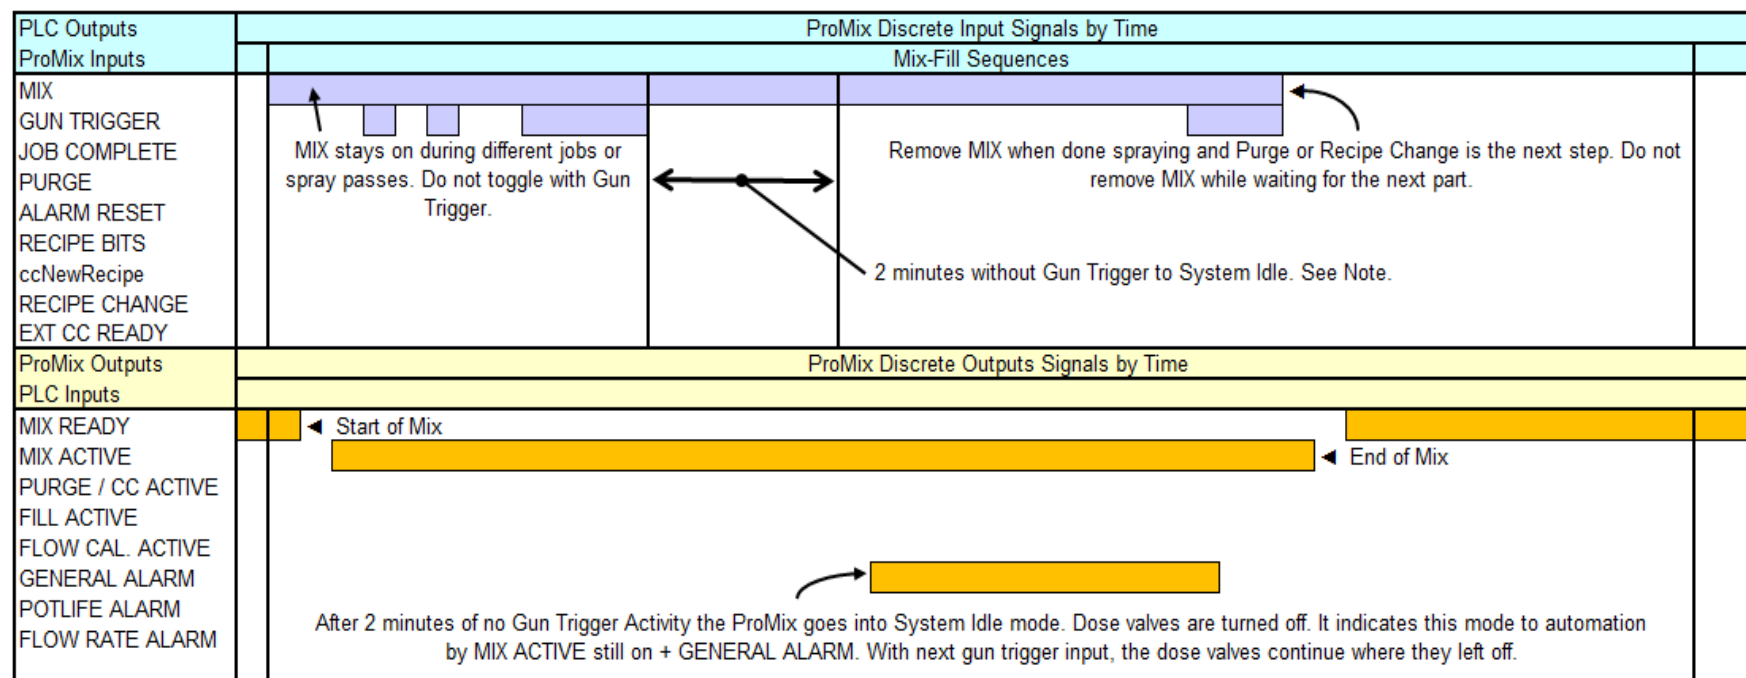 PLC Outputs
ProMix Discrete Input Signals by Time
ProMix Inputs
Mix-Fill Sequences
MIX
GUN TRIGGER
JOB COMPLETE
PURGE
ALARM RESET
RECIPE BITS
ccNewRecipe
RECIPE CHANGE
EXT CC READY
MIX stays on during different jobs or
spray passes. Do not toggle with Gun
Trigger.
Remove MIX when done spraying and Purge or Recipe Change is the next step. Do not
remove MIX while waiting for the next part.
2 minutes without Gun Trigger to System Idle. See Note.
ProMix Outputs
ProMix Discrete Outputs Signals by Time
PLC Inputs
MIX READY
MIX ACTIVE
PURGE / CC ACTIVE
FILL ACTIVE
FLOW CAL. ACTIVE
GENERAL ALARM
POTLIFE ALARM
FLOW RATE ALARM
Start of Mix
End of Mix
After 2 minutes of no Gun Trigger Activity the ProMix goes into System Idle mode. Dose valves are turned off. It indicates this mode to automation
by MIX ACTIVE still on + GENERAL ALARM. With next gun trigger input, the dose valves continue where they left off.